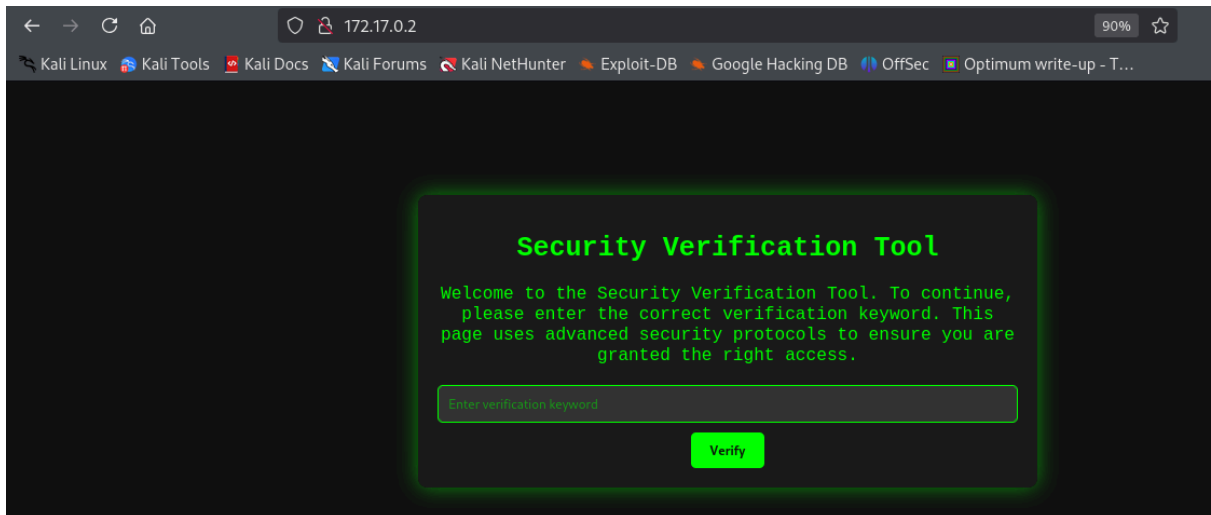 172.17.0.2
90%
Kali Linux Kali Tools Kali Docs Kali Forums Kali NetHunter Exploit-DB Google Hacking DB OffSec Optimum write-up - T...
Security Verification Tool
Welcome to the Security Verification Tool. To continue,
please enter the correct verification keyword. This
page uses advanced security protocols to ensure you are
granted the right access.
Enter verification keyword
Verify